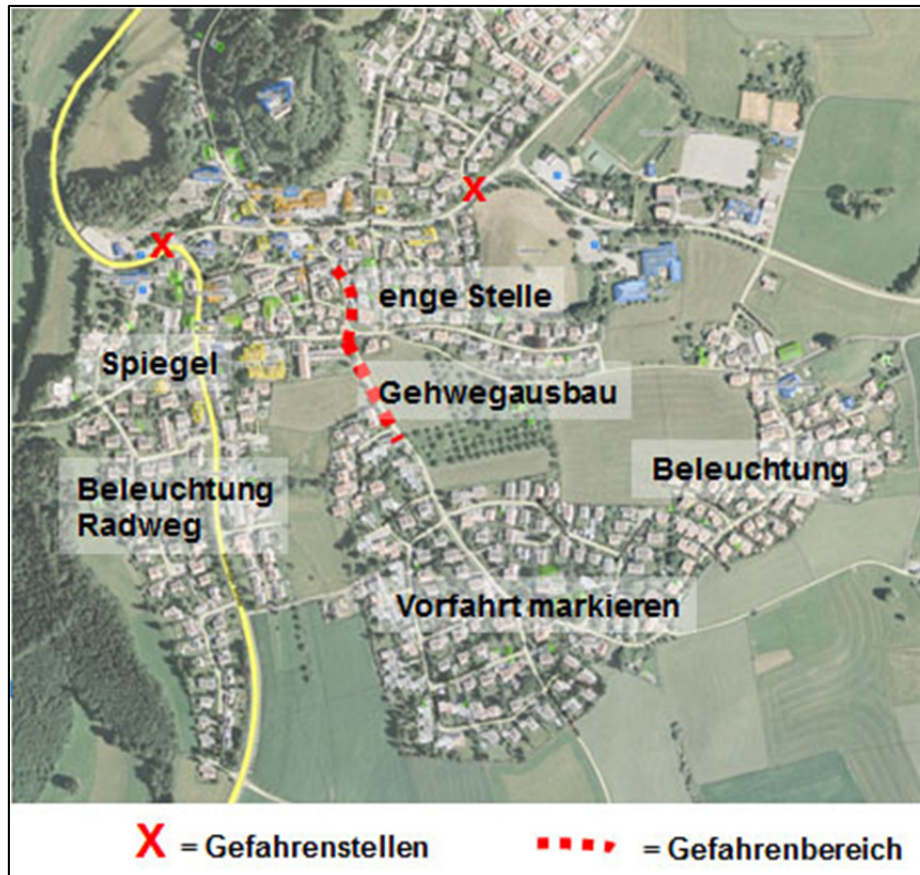 X
X
enge Stelle
Spiegel
Gehwegausbau
Beleuchtung
Beleuchtung
Radweg
Vorfahrt markieren
X = Gefahrenstellen
= Gefahrenbereich